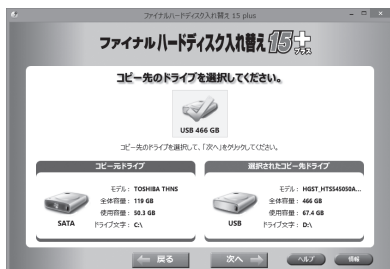 ファイナルハードディスク入れ替え 15 plus
ファイナルハードディスク入れ替え15+プラス
コピー先のドライブを選択してください。
USB 466 GB
コピー先のドライブを選択して、「次へ」をクリックしてください。
コピー元ドライブ
モデル： TOSHIBA THNS
全体容量： 119 GB
使用容量： 50.3 GB
ドライブ文字： C:\
SATA
選択されたコピー先ドライブ
モデル： HGST_HTS545050A...
全体容量： 466 GB
使用容量： 67.4 GB
ドライブ文字： D:\
USB
戻る
次へ
ヘルプ
情報